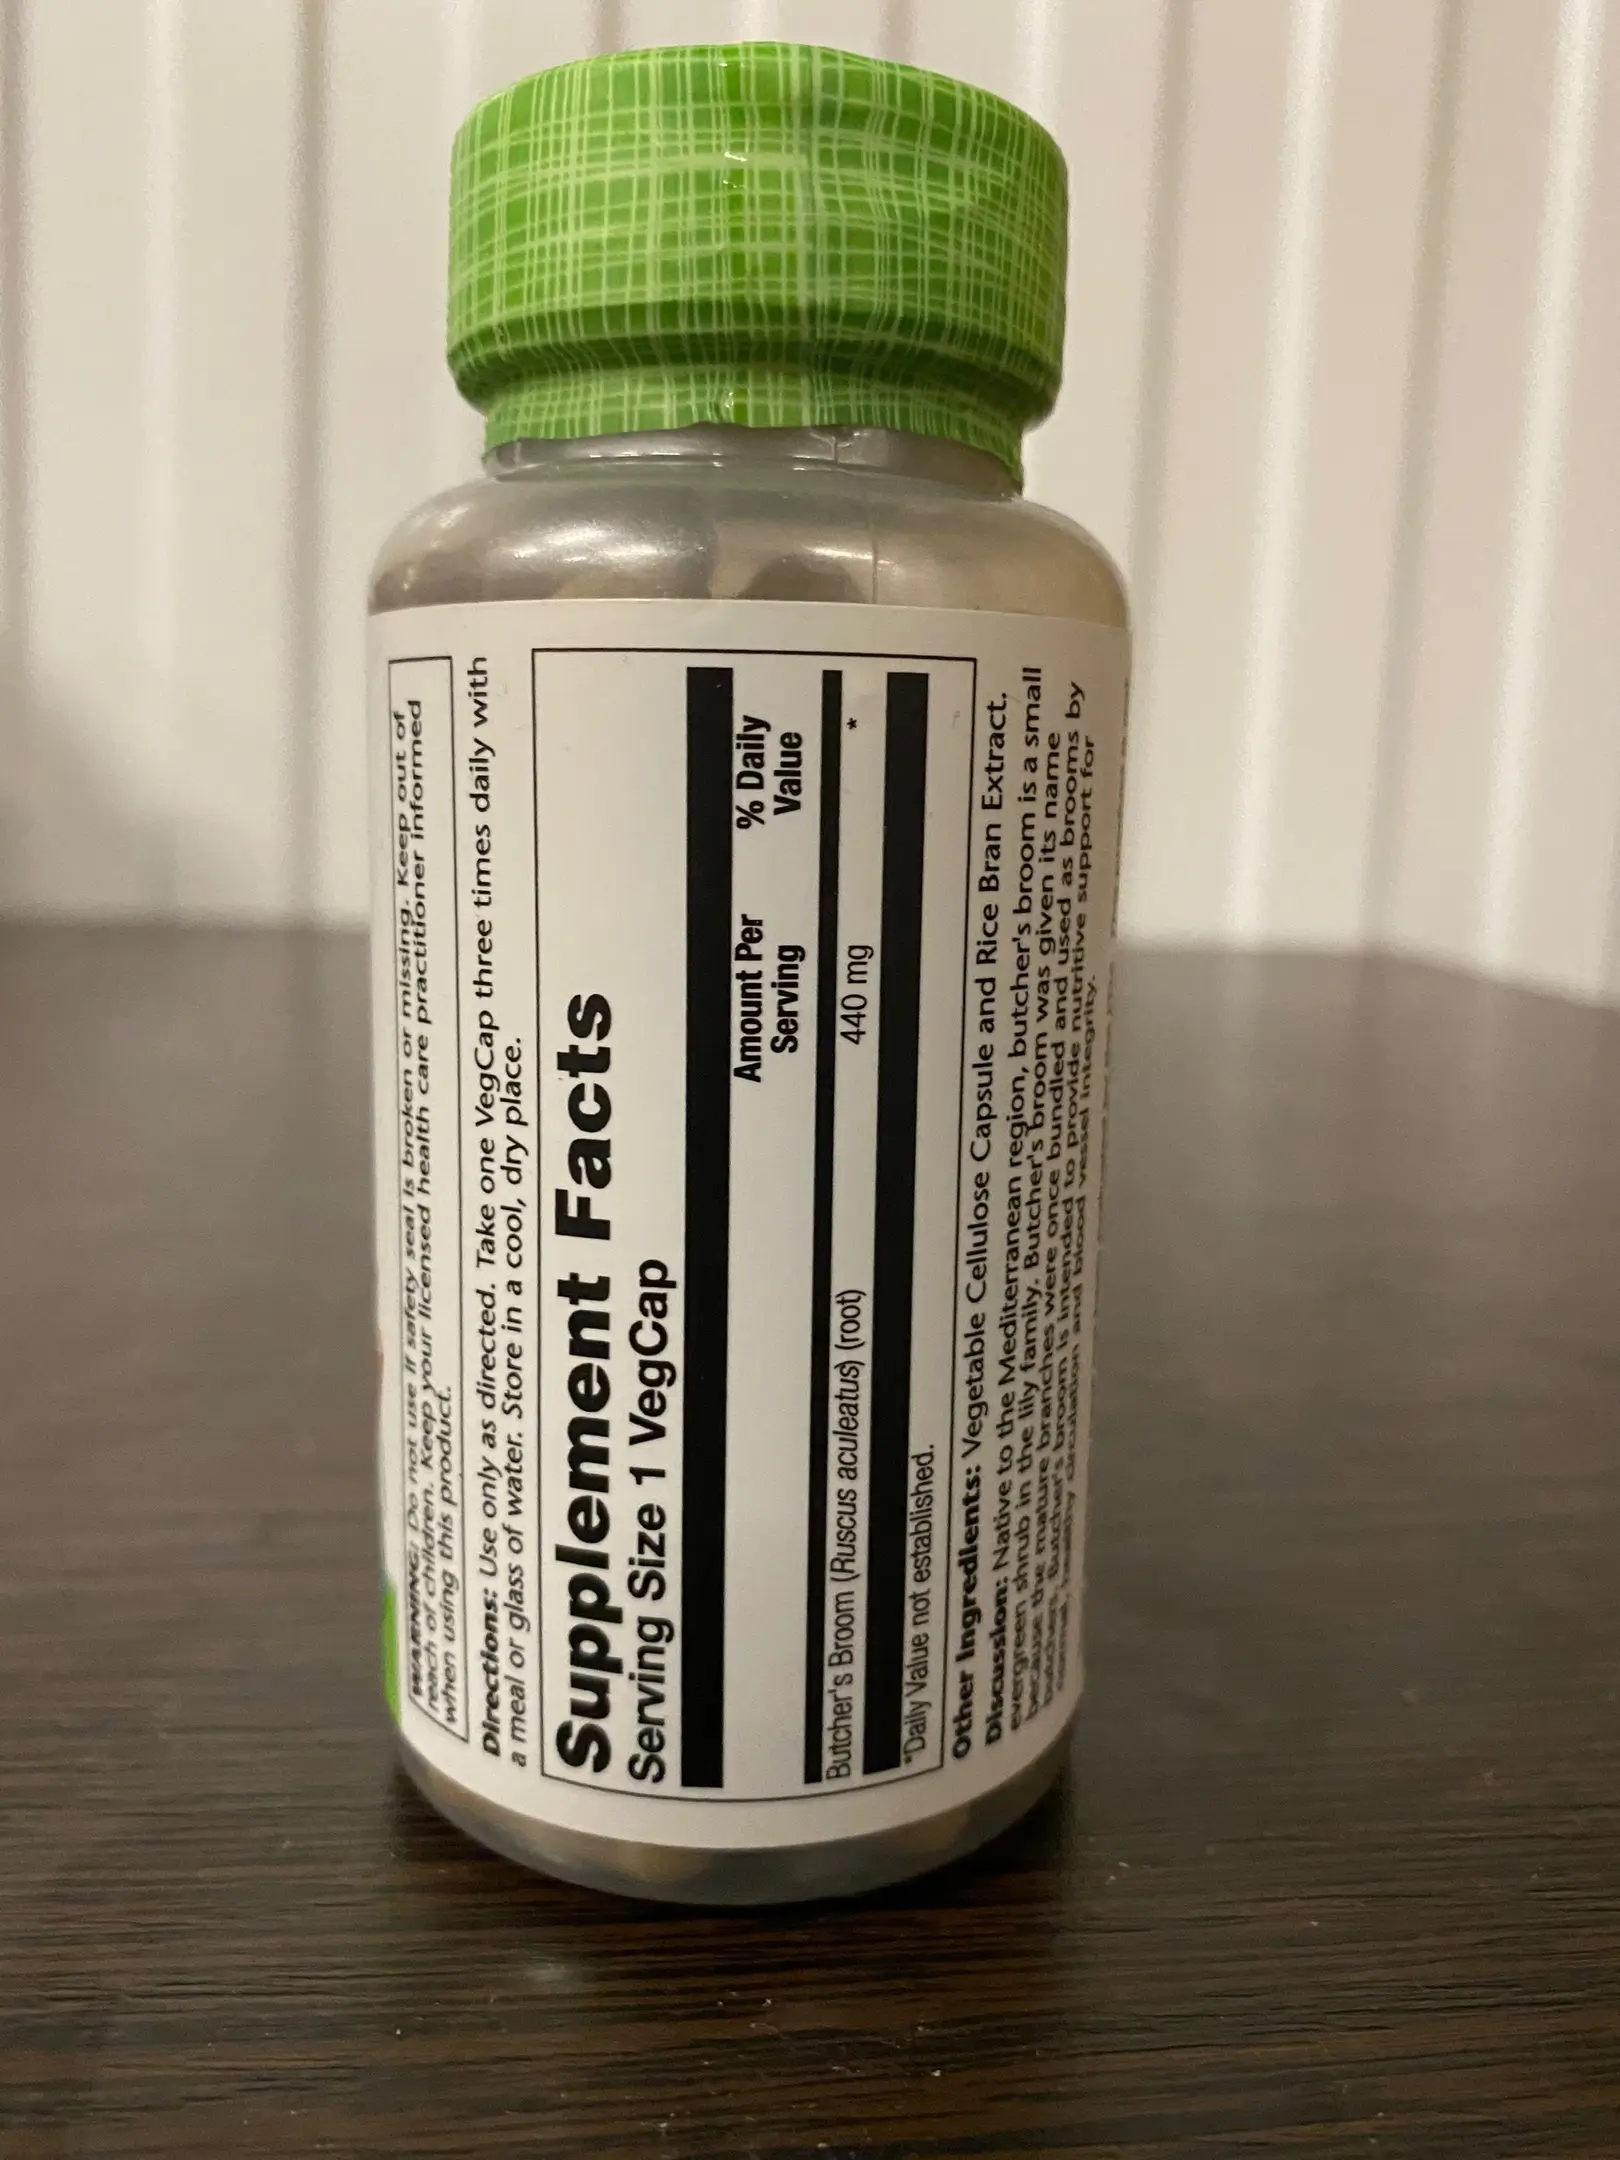 WARNING: Do not use if safety seal is broken or missing. Keep out of
reach of children. Keep your licensed health care practitioner informed
when using this product.
Directions: Use only as directed. Take one VegCap three times daily with
a meal or glass of water. Store in a cool, dry place.
Supplement Facts
Serving Size 1 VegCap
Amount Per
Serving
% Daily
Value
Butcher's Broom (Ruscus aculeatus) (root) 440 mg *
*Daily Value not established.
Other Ingredients: Vegetable Cellulose Capsule and Rice Bran Extract.
Discussion: Native to the Mediterranean region, butcher's broom is a small
evergreen shrub in the lily family. Butcher's broom was given its name
because the mature branches were once bundled and used as brooms by
butchers. Butcher's broom is intended to provide nutritive support for
normal, healthy circulation and blood vessel integrity.